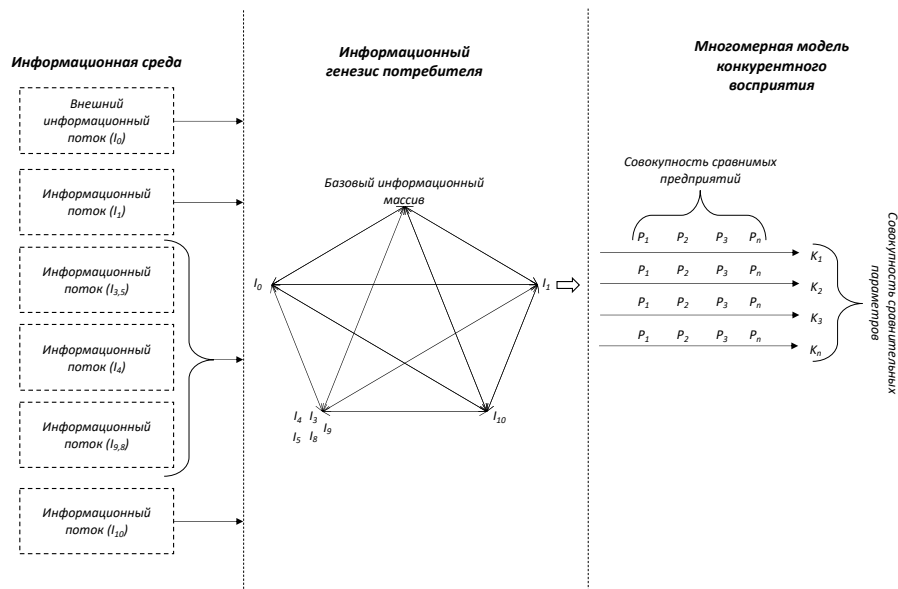 Информационная среда
Внешний
информационный
поток (I0)
Информационный
поток (I1)
Информационный
поток (I3,5)
Информационный
поток (I4)
Информационный
поток (I9,8)
Информационный
поток (I10)
Информационный
генезис потребителя
Базовый информационный
массив
I0
I1
I4 I3
I9
I5 I8
I10
Многомерная модель
конкурентного
восприятия
Совокупность сравнимых
предприятий
P1 P2 P3 Pn
K1
P1 P2 P3 Pn
K2
P1 P2 P3 Pn
K3
P1 P2 P3 Pn
Kn
Совокупность сравнительных
параметров